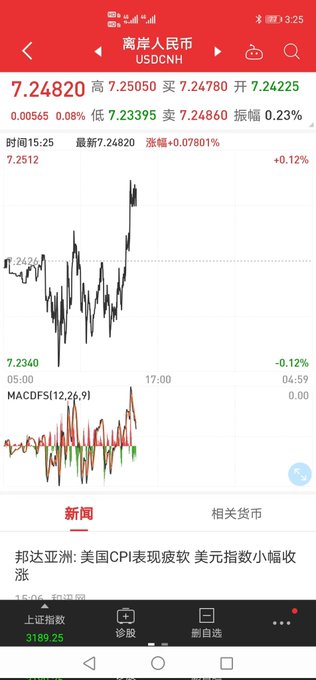 HD 46 46 3:25
离岸人民币
USDCNH
7.24820 高 7.25050 买 7.24780 开 7.24225
0.00565 0.08% 低 7.23395 卖 7.24860 振幅 0.23%
时间15:25 最新7.24820 涨幅+0.07801%
7.2512 +0.12%
7.2426
7.2340 -0.12%
05:00 17:00 04:59
MACDFS(12,26,9) 0.00
新闻 相关货币
邦达亚洲: 美国CPI表现疲软 美元指数小幅收
涨
15:06 和讯网
上证指数 诊股 删自选
3189.25